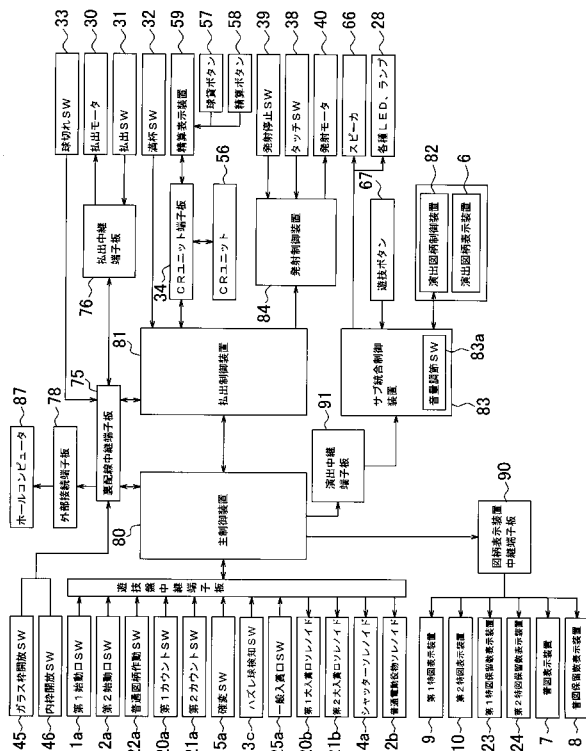 45 ガラス枠開放SW
46 内枠開放SW
1a 第1始動口SW
2a 第2始動口SW
22a 普通図柄作動SW
20a 第1カウントSW
21a 第2カウントSW
5a 確変SW
3c ハズレ球検知SW
25a 一般入賞口SW
20b 第1大入賞口ソレノイド
21b 第2大入賞口ソレノイド
4a シャッターソレノイド
2b 普通電動役物ソレノイド
遊技盤中継端子板
ホールコンピュータ 87
外部接続端子板 78
裏配線中継端子板 75
主制御装置 80
払出制御装置 81
演出中継端子板 91
図柄表示装置中継端子板 90
9 第1特図表示装置
10 第2特図表示装置
23 第1特図保留数表示装置
24 第2特図保留数表示装置
7 普図表示装置
8 普図保留数表示装置
払出中継端子板 76
CRユニット端子板 34
CRユニット 56
発射制御装置 84
サブ統合制御装置 83
音量調節SW 83a
遊技ボタン 67
演出図柄制御装置 82
演出図柄表示装置 6
球切れSW 33
払出モータ 30
払出SW 31
満杯SW 32
精算表示装置 59
球貸ボタン 57
精算ボタン 58
発射停止SW 39
タッチSW 38
発射モータ 40
スピーカ 66
各種LED、ランプ 28